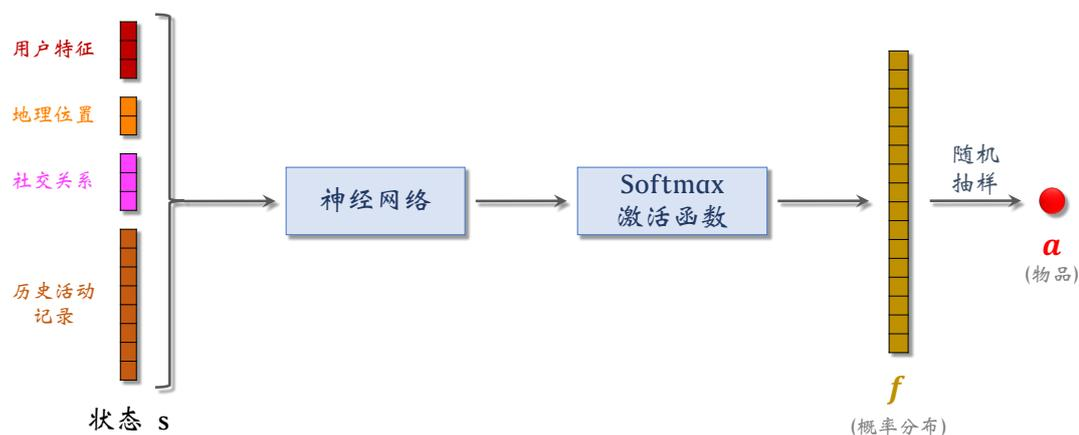 用户特征
地理位置
社交关系
历史活动
记录
状态 s
神经网络
Softmax
激活函数
f
(概率分布)
随机
抽样
a
(物品)